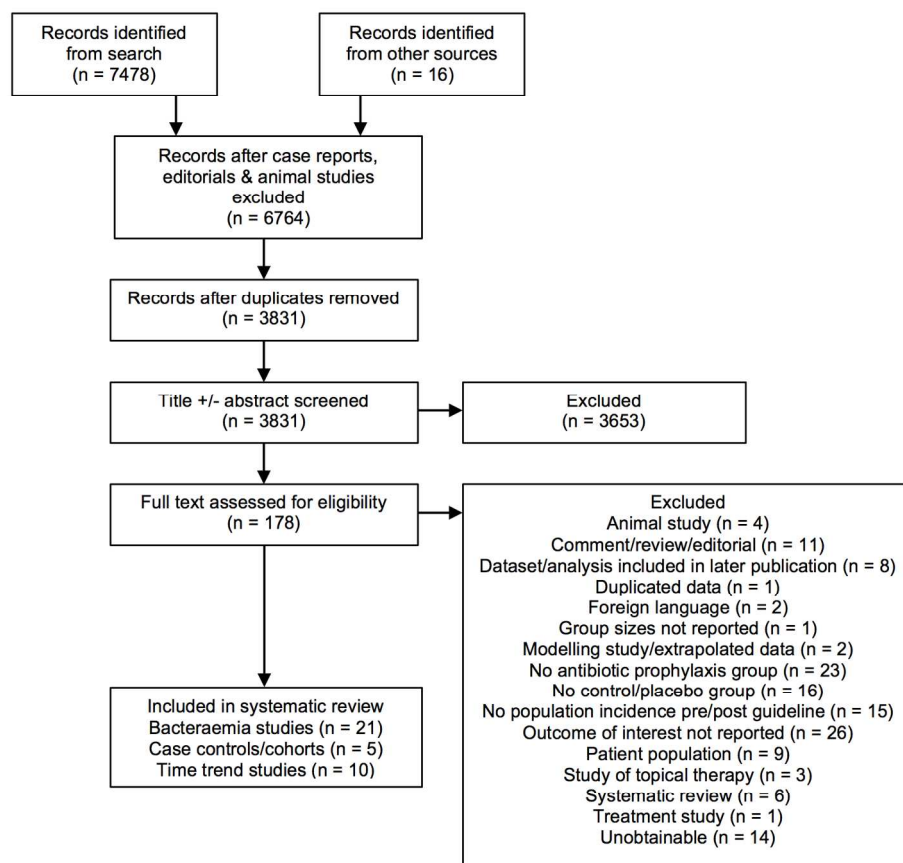 Records identified
from search
(n = 7478)
Records identified
from other sources
(n = 16)
Records after case reports,
editorials & animal studies
excluded
(n = 6764)
Records after duplicates removed
(n = 3831)
Title +/- abstract screened
(n = 3831)
Excluded
(n = 3653)
Full text assessed for eligibility
(n = 178)
Excluded
Animal study (n = 4)
Comment/review/editorial (n = 11)
Dataset/analysis included in later publication (n = 8)
Duplicated data (n = 1)
Foreign language (n = 2)
Group sizes not reported (n = 1)
Modelling study/extrapolated data (n = 2)
No antibiotic prophylaxis group (n = 23)
No control/placebo group (n = 16)
No population incidence pre/post guideline (n = 15)
Outcome of interest not reported (n = 26)
Patient population (n = 9)
Study of topical therapy (n = 3)
Systematic review (n = 6)
Treatment study (n = 1)
Unobtainable (n = 14)
Included in systematic review
Bacteraemia studies (n = 21)
Case controls/cohorts (n = 5)
Time trend studies (n = 10)